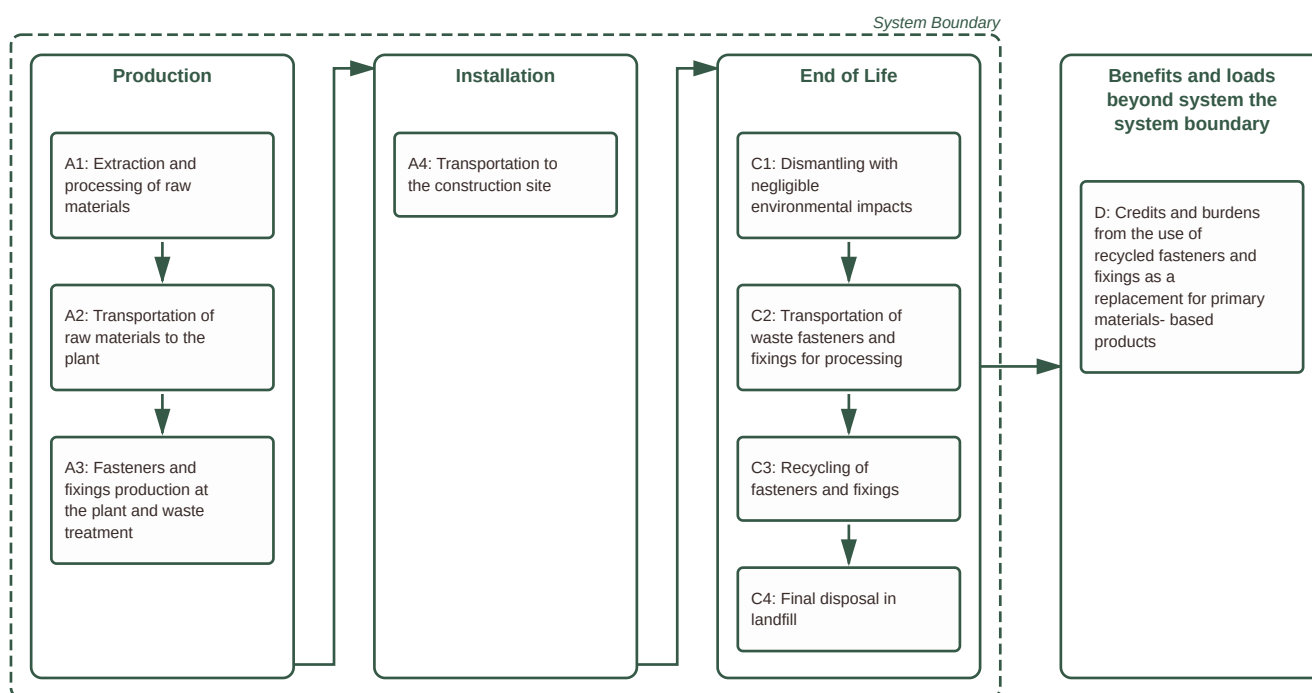 System Boundary
Production
A1: Extraction and
processing of raw
materials
A2: Transportation of
raw materials to the
plant
A3: Fasteners and
fixings production at
the plant and waste
treatment
Installation
A4: Transportation to
the construction site
End of Life
C1: Dismantling with
negligible
environmental impacts
C2: Transportation of
waste fasteners and
fixings for processing
C3: Recycling of
fasteners and fixings
C4: Final disposal in
landfill
Benefits and loads
beyond system the
system boundary
D: Credits and burdens
from the use of
recycled fasteners and
fixings as a
replacement for primary
materials- based
products